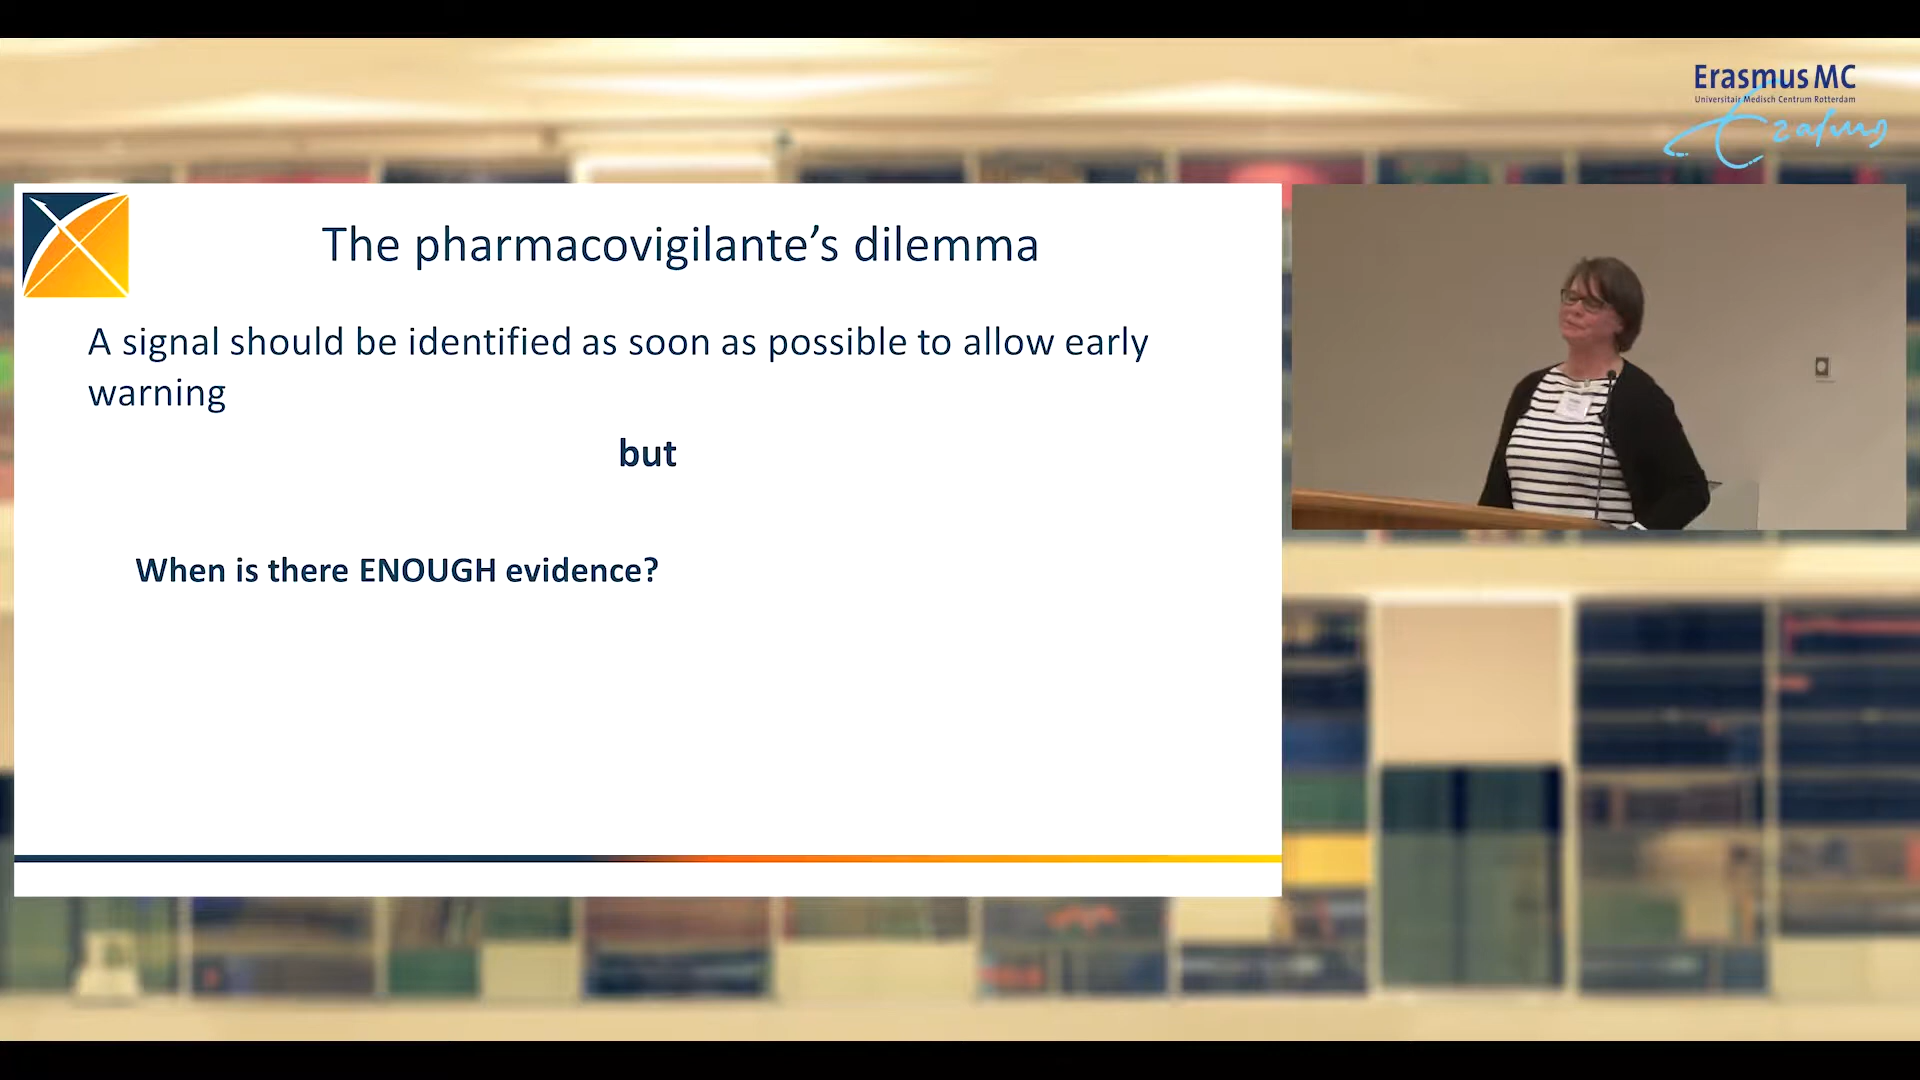 Erasmus MC
Universitair Medisch Centrum Rotterdam
Erasmus
The pharmacovigilante’s dilemma
A signal should be identified as soon as possible to allow early
warning
but
When is there ENOUGH evidence?